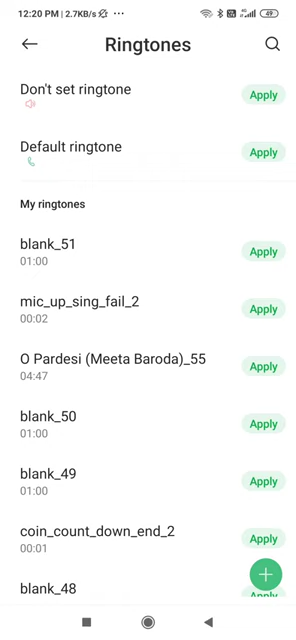 12:20 PM | 2.7KB/s
49
Ringtones
Don't set ringtone
Apply
Default ringtone
Apply
My ringtones
blank_51
01:00
Apply
mic_up_sing_fail_2
00:02
Apply
O Pardesi (Meeta Baroda)_55
04:47
Apply
blank_50
01:00
Apply
blank_49
01:00
Apply
coin_count_down_end_2
00:01
Apply
blank_48
Apply